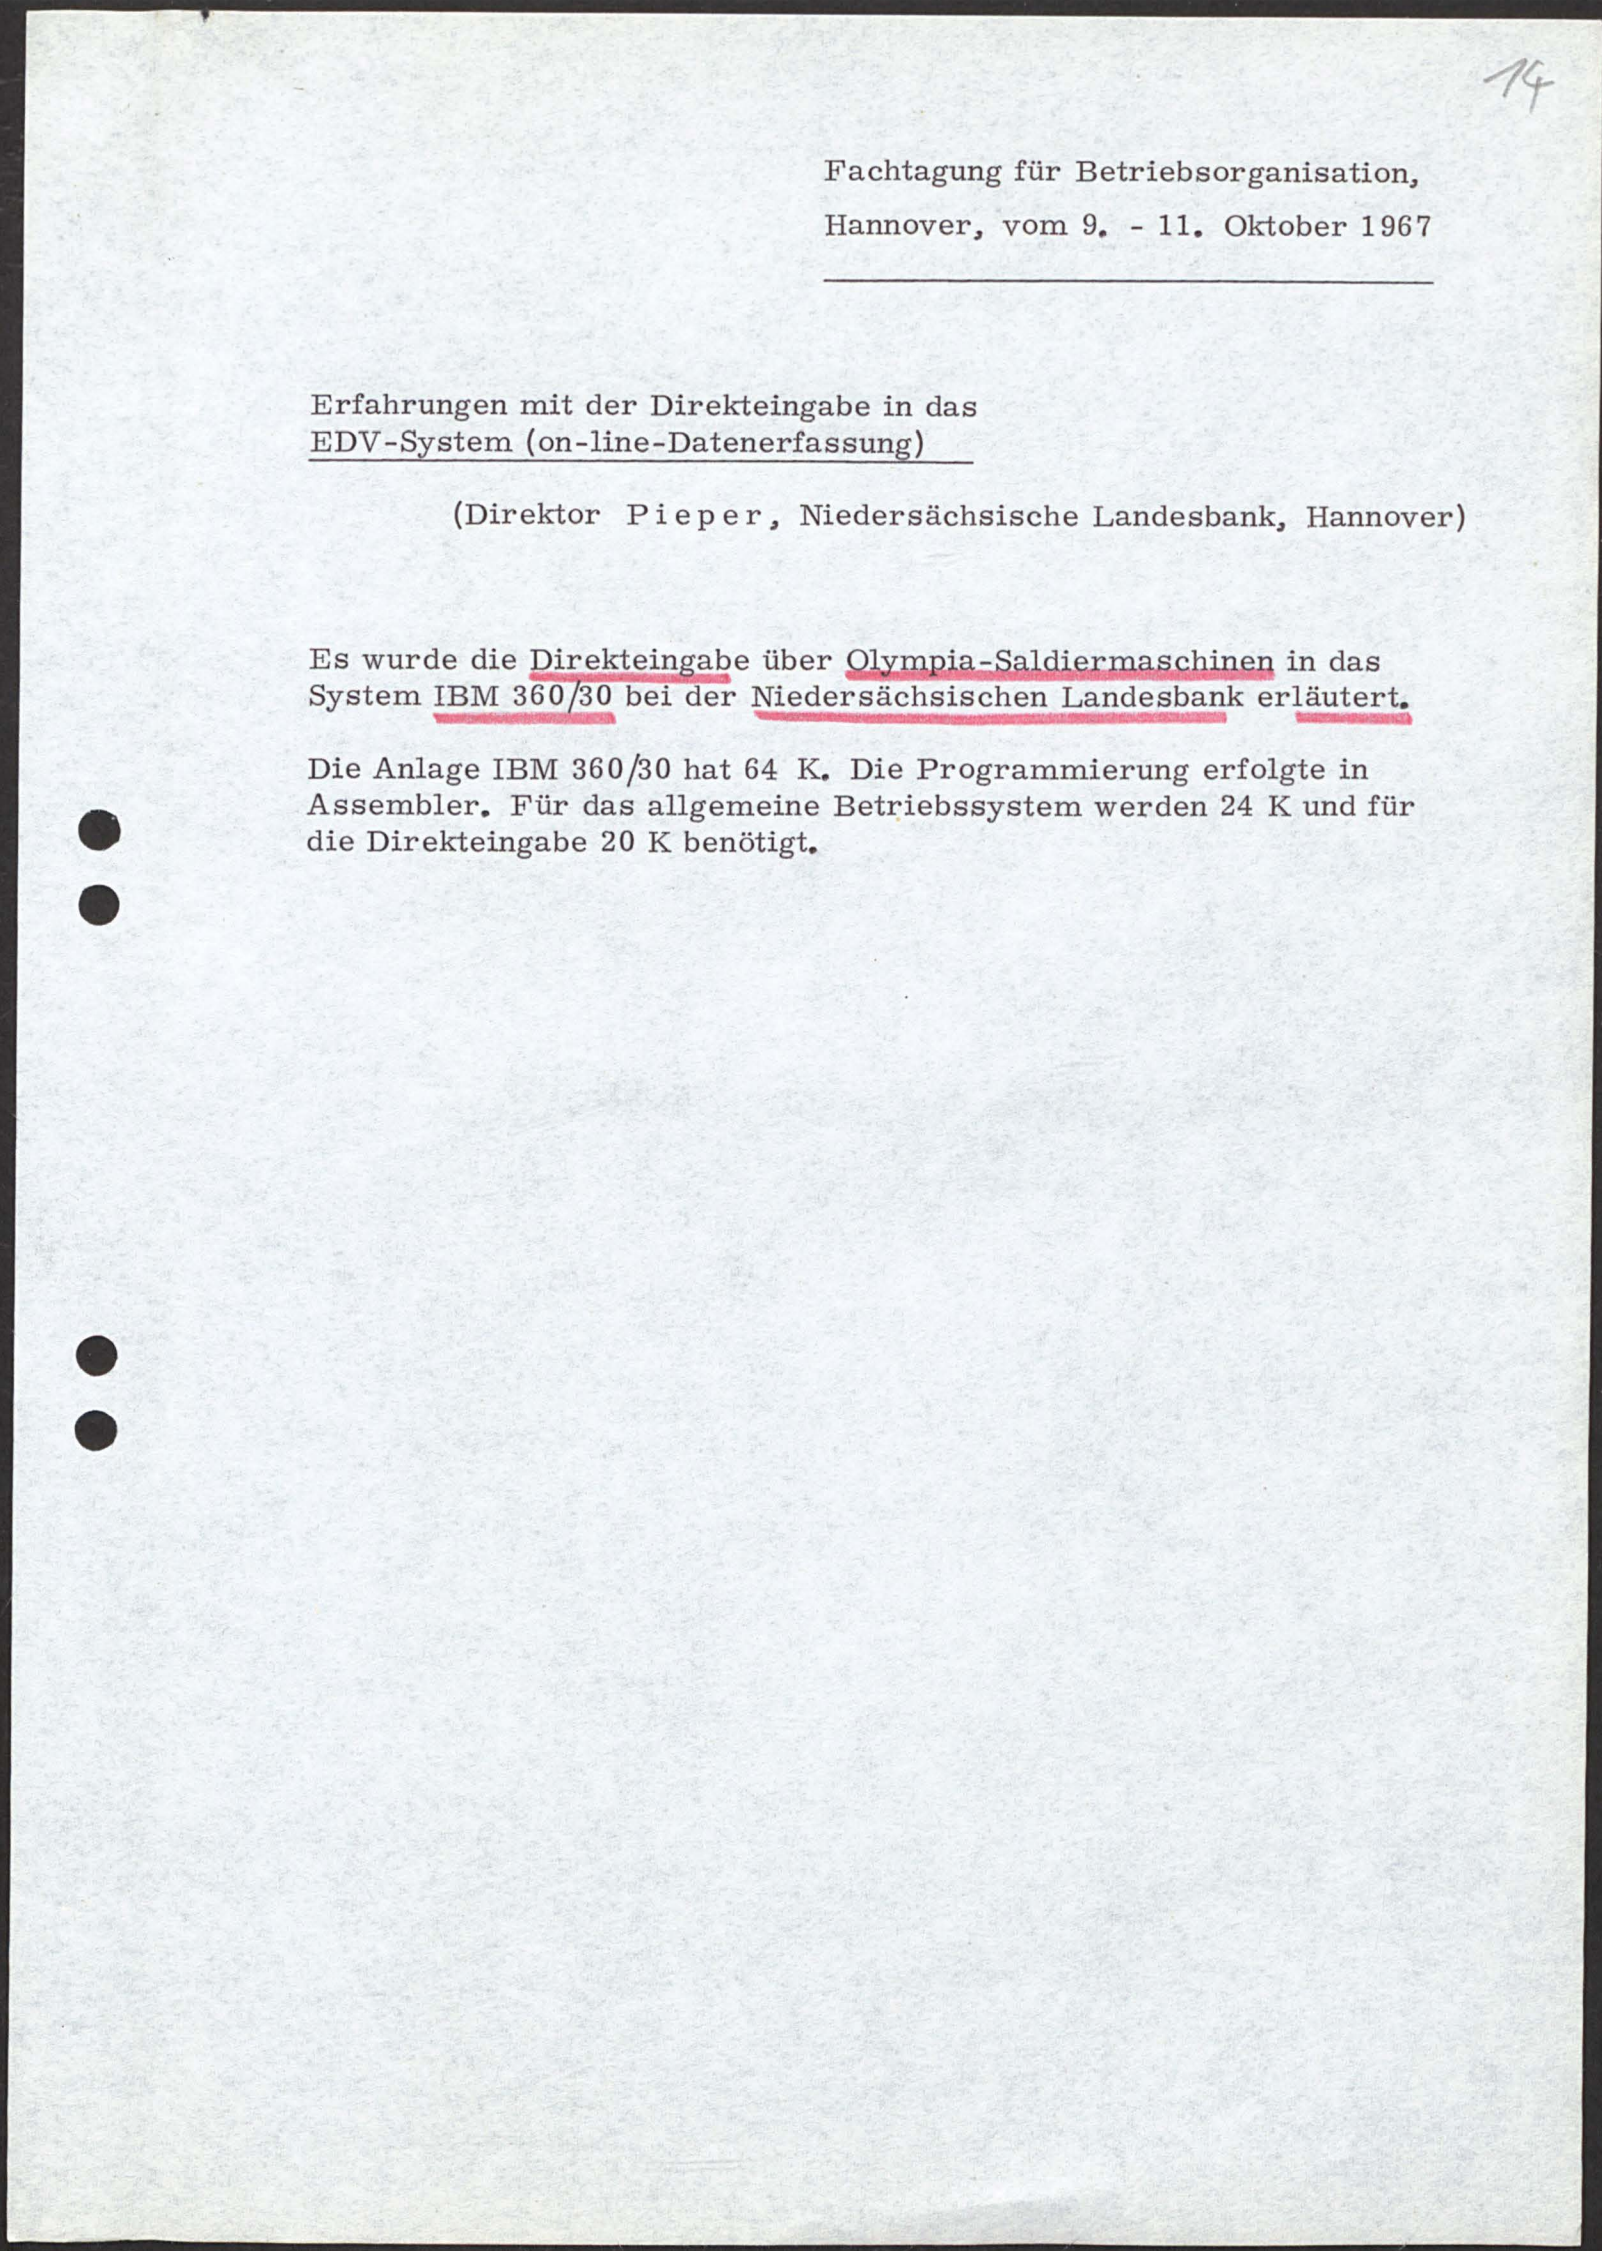 14
Fachtagung für Betriebsorganisation,
Hannover, vom 9. - 11. Oktober 1967
Erfahrungen mit der Direkteingabe in das
EDV-System (on-line-Datenerfassung)
(Direktor P i e p e r , Niedersächsische Landesbank, Hannover)
Es wurde die Direkteingabe über Olympia-Saldiermaschinen in das
System IBM 360/30 bei der Niedersächsischen Landesbank erläutert.
Die Anlage IBM 360/30 hat 64 K. Die Programmierung erfolgte in
Assembler. Für das allgemeine Betriebssystem werden 24 K und für
die Direkteingabe 20 K benötigt.